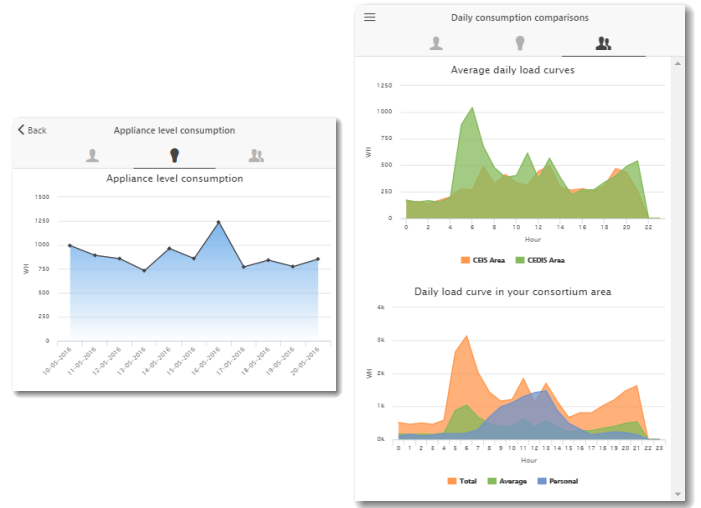 Back
Appliance level consumption
Appliance level consumption
1500
1250
1000
750
500
250
0
WH
10-05-2016
11-05-2016
12-05-2016
13-05-2016
14-05-2016
15-05-2016
16-05-2016
17-05-2016
18-05-2016
19-05-2016
20-05-2016
Daily consumption comparisons
Average daily load curves
1250
1000
750
500
250
0
WH
0 2 4 6 8 10 12 14 16 18 20 22
Hour
CEIS Area CEDIS Area
Daily load curve in your consortium area
4k
3k
2k
1k
0k
WH
0 1 2 3 4 5 6 7 8 9 10 11 12 13 14 15 16 17 18 19 20 21 22 23
Hour
Total Average Personal